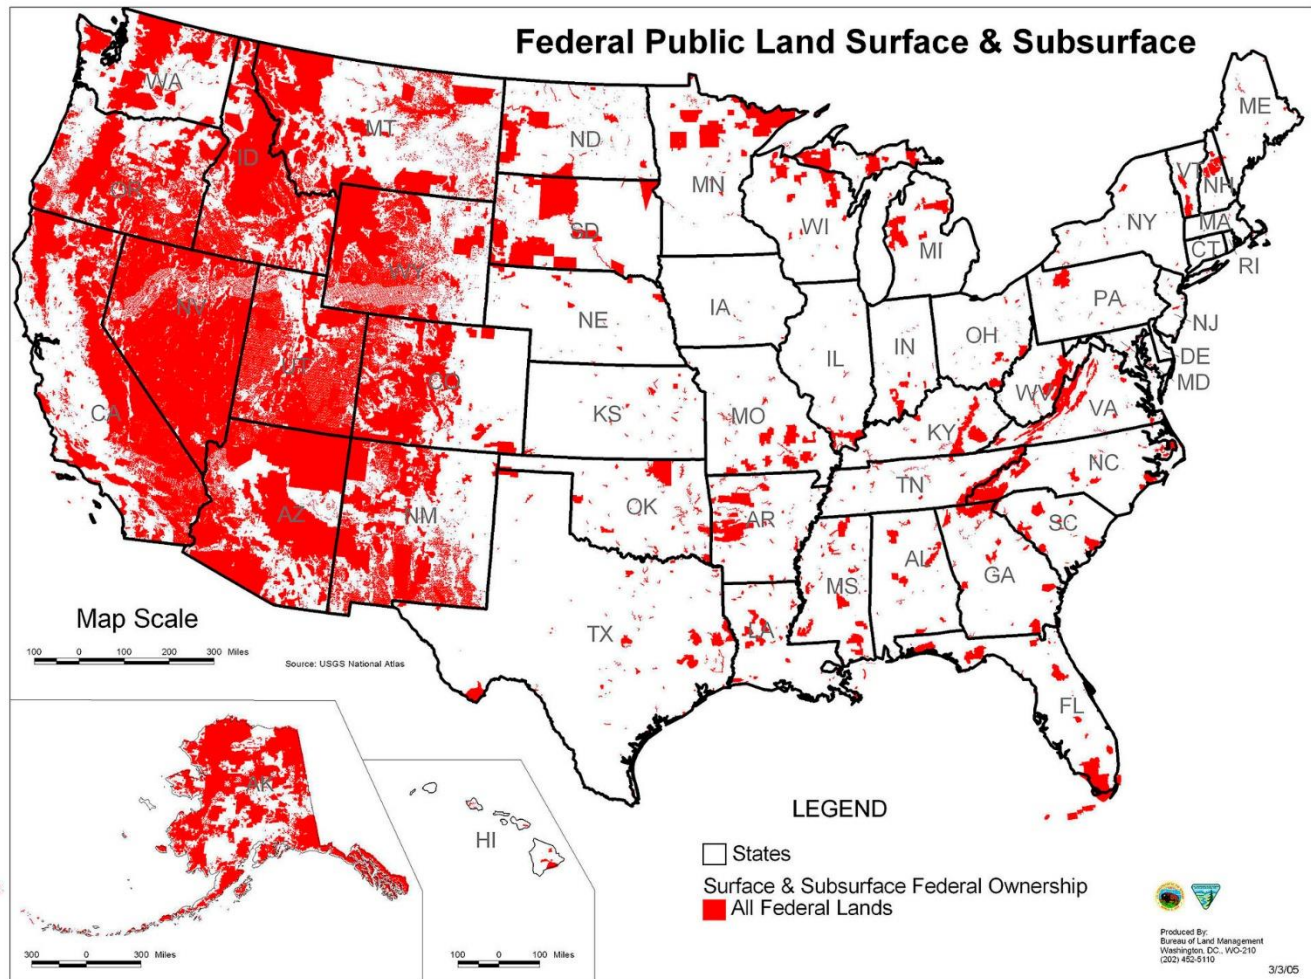 Federal Public Land Surface & Subsurface
WA
MT
ND
MN
ME
OR
ID
SD
WI
MI
VT
NH
NY
MA
CT
RI
WY
NE
IA
PA
NJ
NV
UT
CO
IL
IN
OH
DE
MD
CA
KS
MO
WV
VA
KY
AZ
NM
OK
AR
TN
NC
SC
MS
AL
GA
TX
LA
FL
Map Scale
100 0 100 200 300 Miles
Source: USGS National Atlas
AK
300 0 300 Miles
HI
100 0 100 Miles
LEGEND
States
Surface & Subsurface Federal Ownership
All Federal Lands
Produced By:
Bureau of Land Management
Washington, DC., WO-210
(202) 452-5110
3/3/05